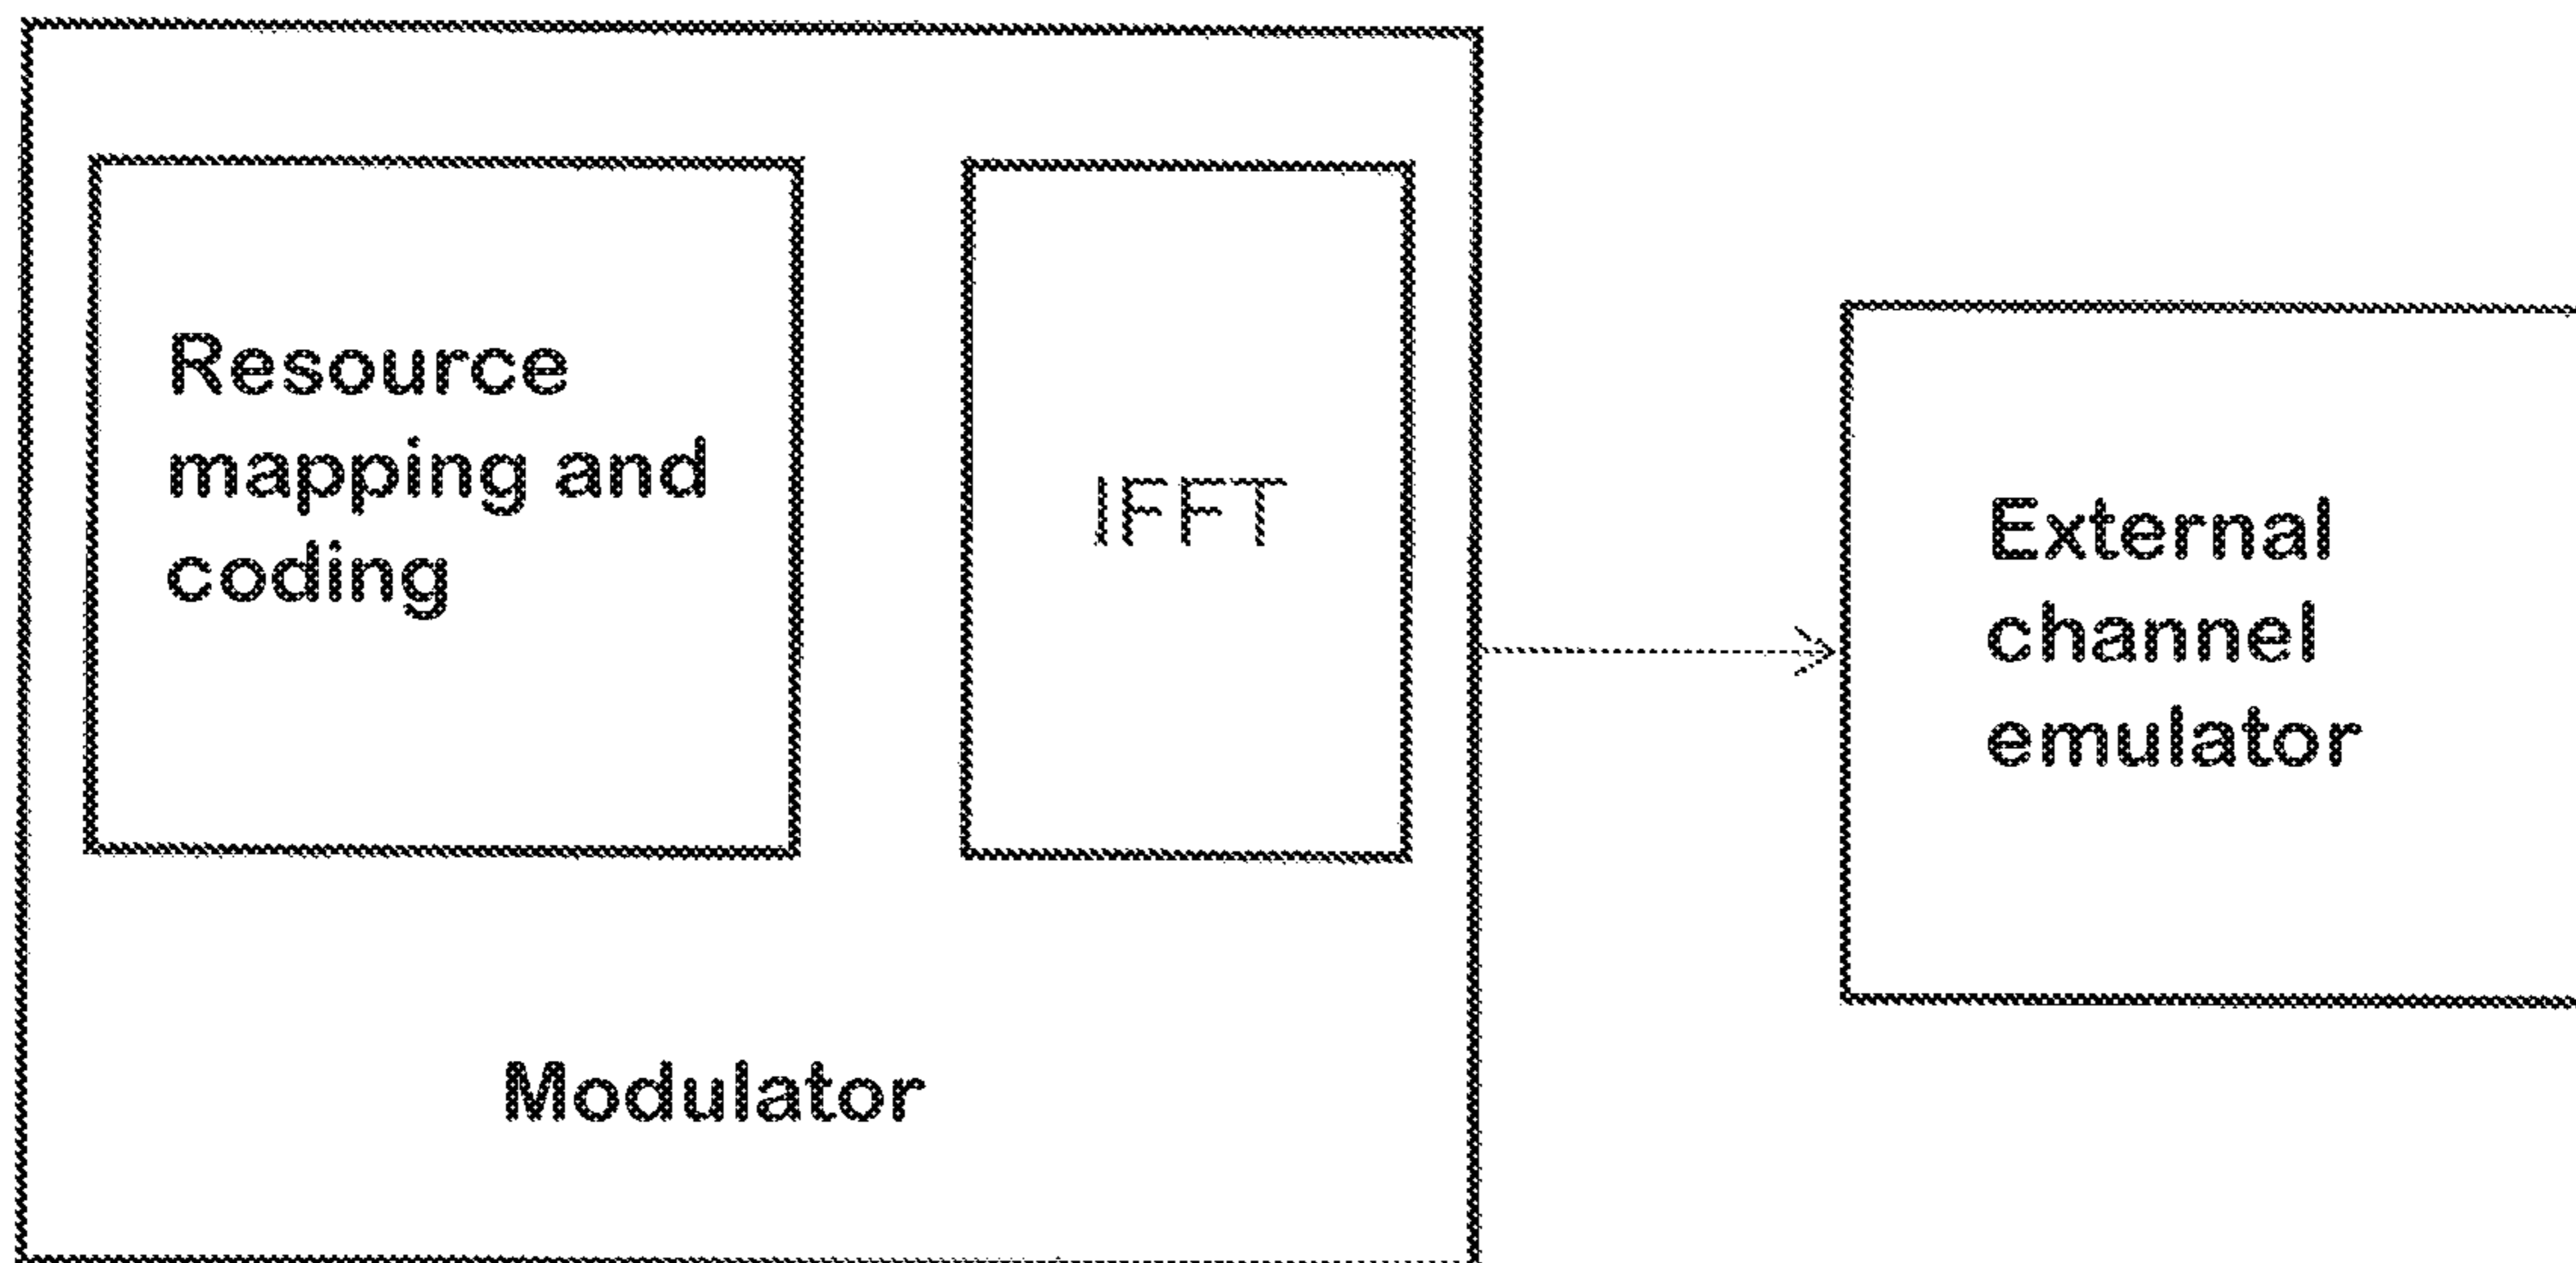 Resource
mapping and
coding
IFFT
External
channel
emulator
Modulator